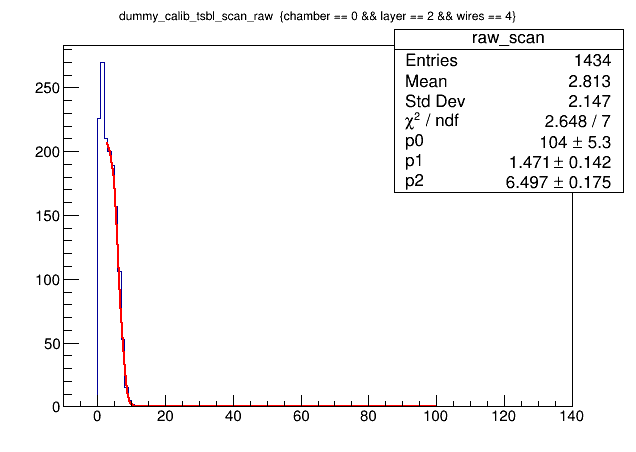 dummy_calib_tsbl_scan_raw {chamber == 0 && layer == 2 && wires == 4}
raw_scan
Entries 1434
Mean 2.813
Std Dev 2.147
χ² / ndf 2.648 / 7
p0 104 ± 5.3
p1 1.471 ± 0.142
p2 6.497 ± 0.175
250
200
150
100
50
0
0 20 40 60 80 100 120 140